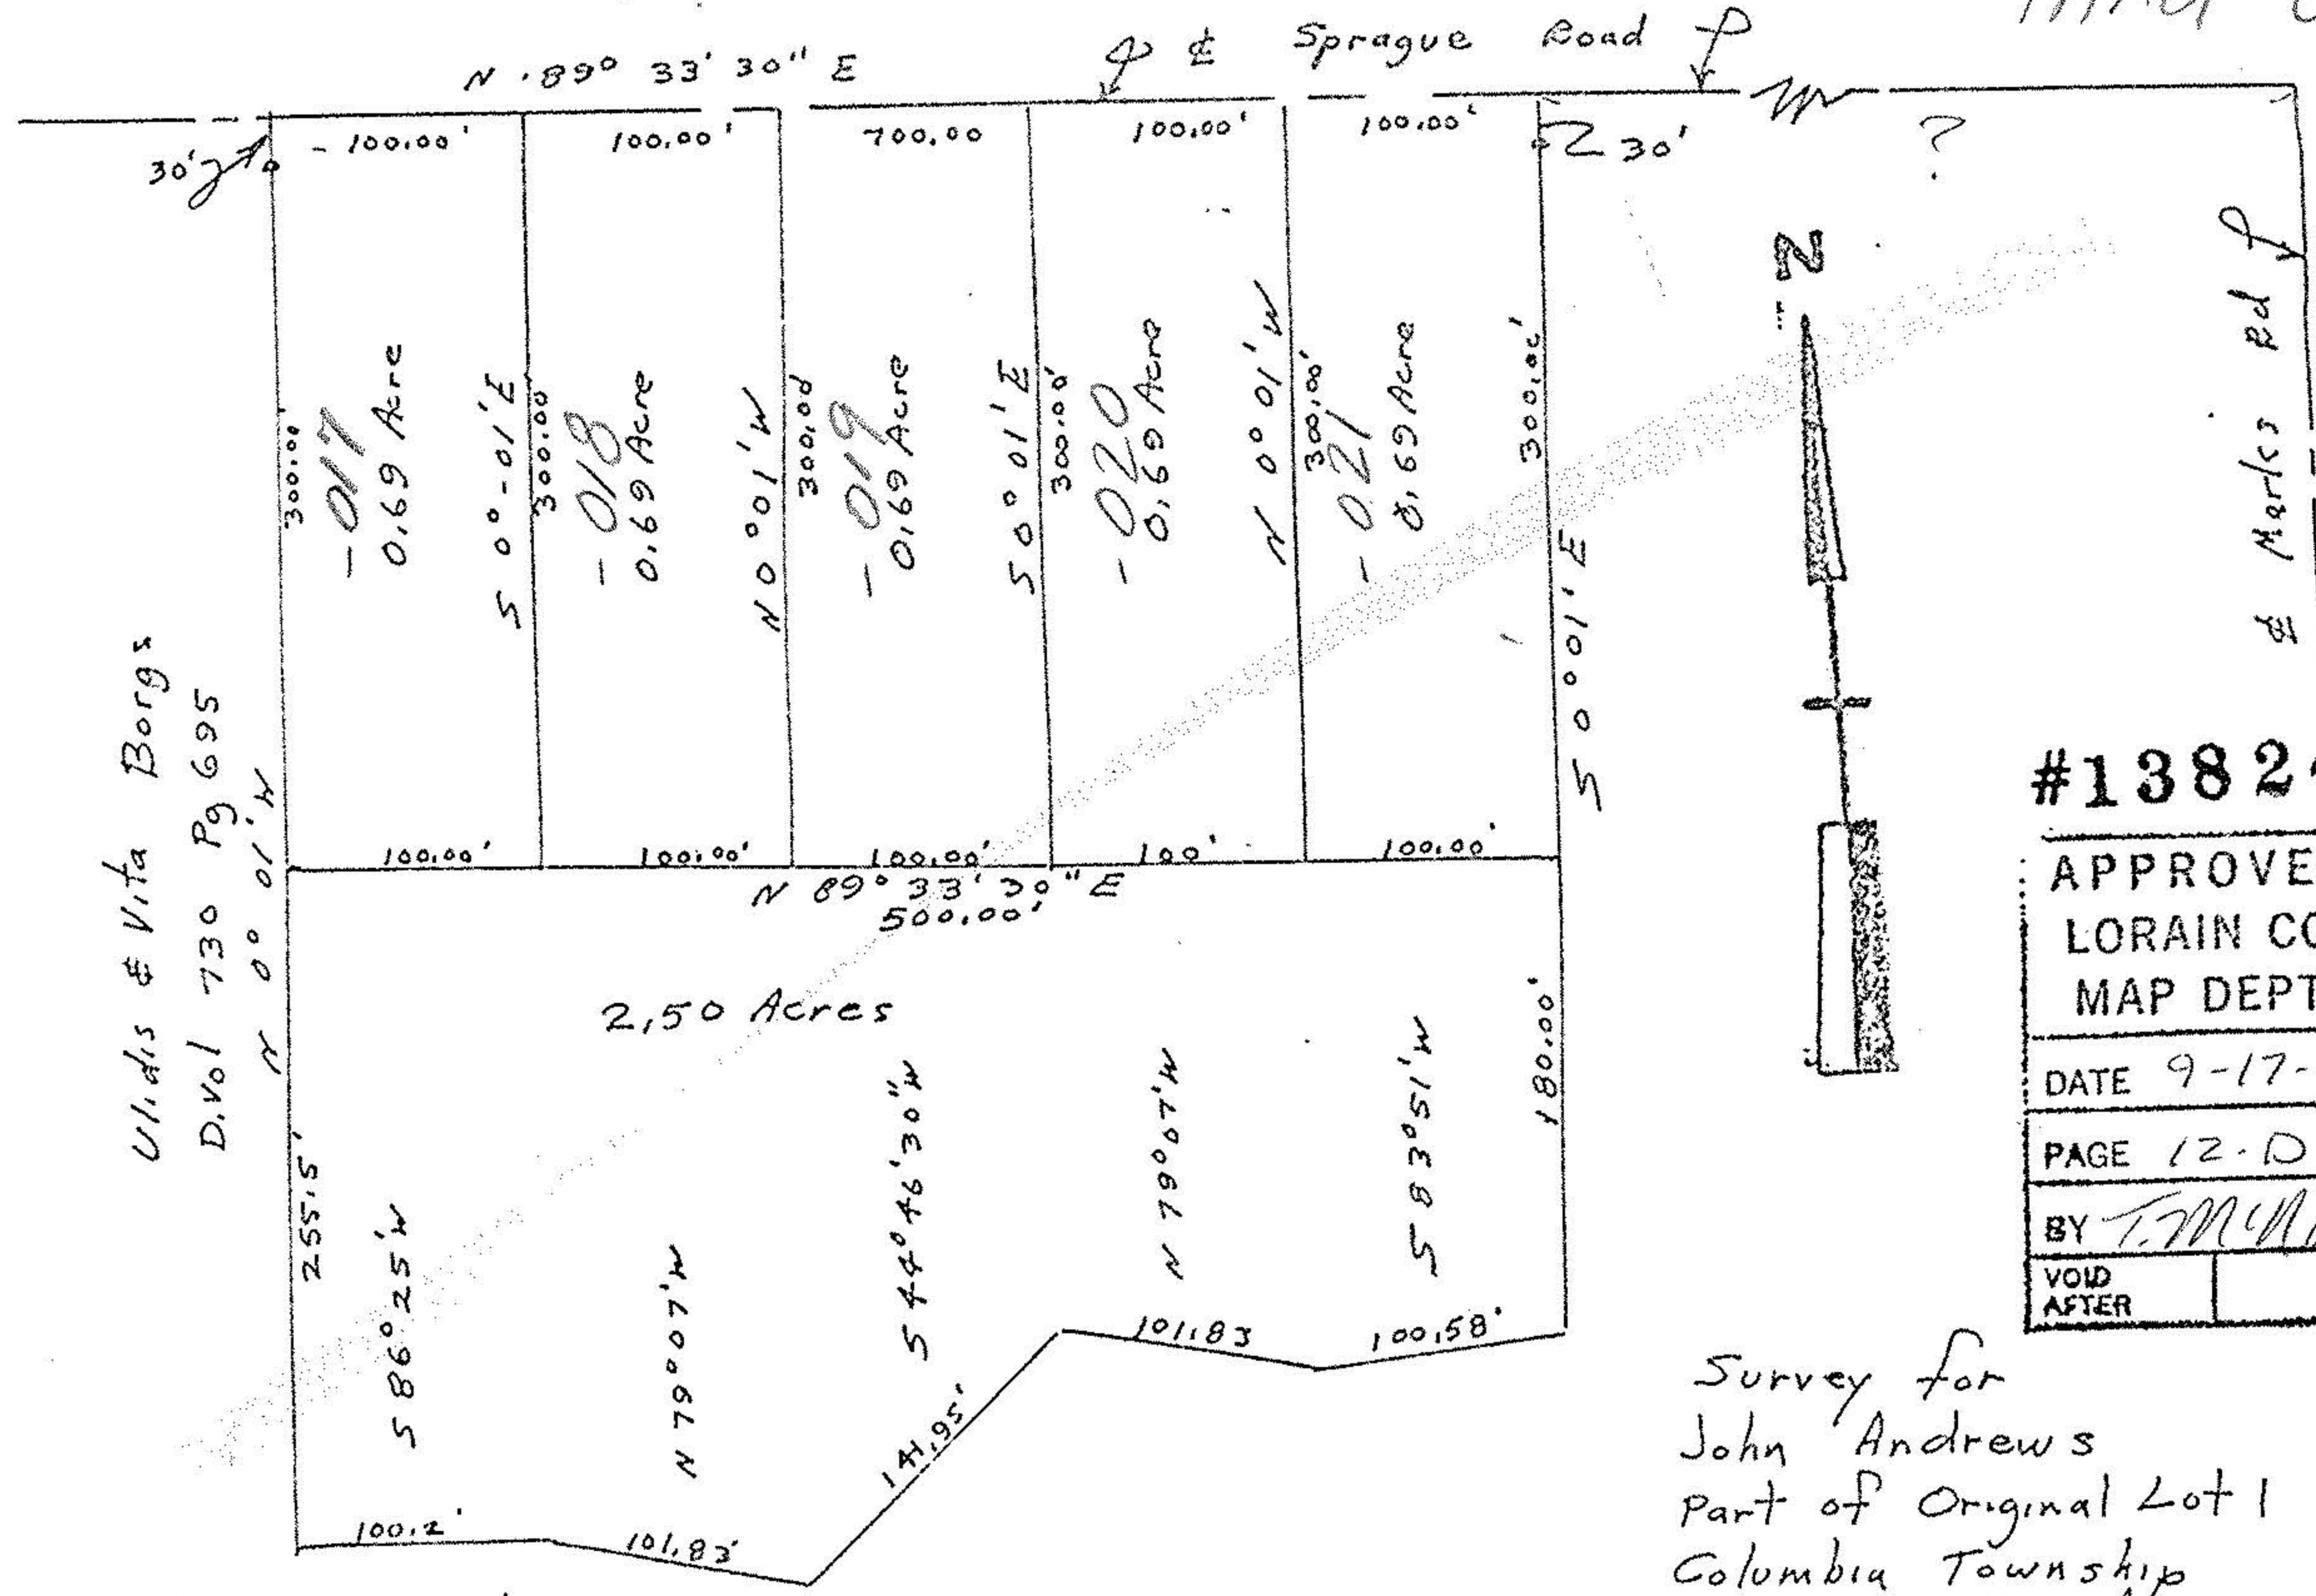 ℄ Sprague Road
N 89° 33' 30" E
100.00'
100.00'
700.00
100.00'
100.00'
30'
30'
?
N
℄ Marks Rd
300.00'
-017
0.69 Acre
S 0°-01' E
300.00'
-018
0.69 Acre
N 0° 01' W
300.00'
-019
0.69 Acre
S 0° 01' E
300.00'
-020
0.69 Acre
N 0° 01' W
300.00'
-021
0.69 Acre
300.00'
S 0° 01' E
Uldis & Vita Borgs
D.Vol 730 Pg 695
N 0° 01' W
100.00'
100.00'
100.00'
100'
100.00'
N 89° 33' 30" E
500.00'
2.50 Acres
255.5'
S 86° 25' W
N 79° 07' W
S 44° 46' 30" W
N 79° 07' W
S 83° 51' W
180.00'
100.2'
101.83'
141.95'
101.83
100.58'
#1382
APPROVE
LORAIN CO
MAP DEPT
DATE 9-17-
PAGE 12-D
BY
VOID
AFTER
Survey for
John Andrews
Part of Original Lot 1
Columbia Township